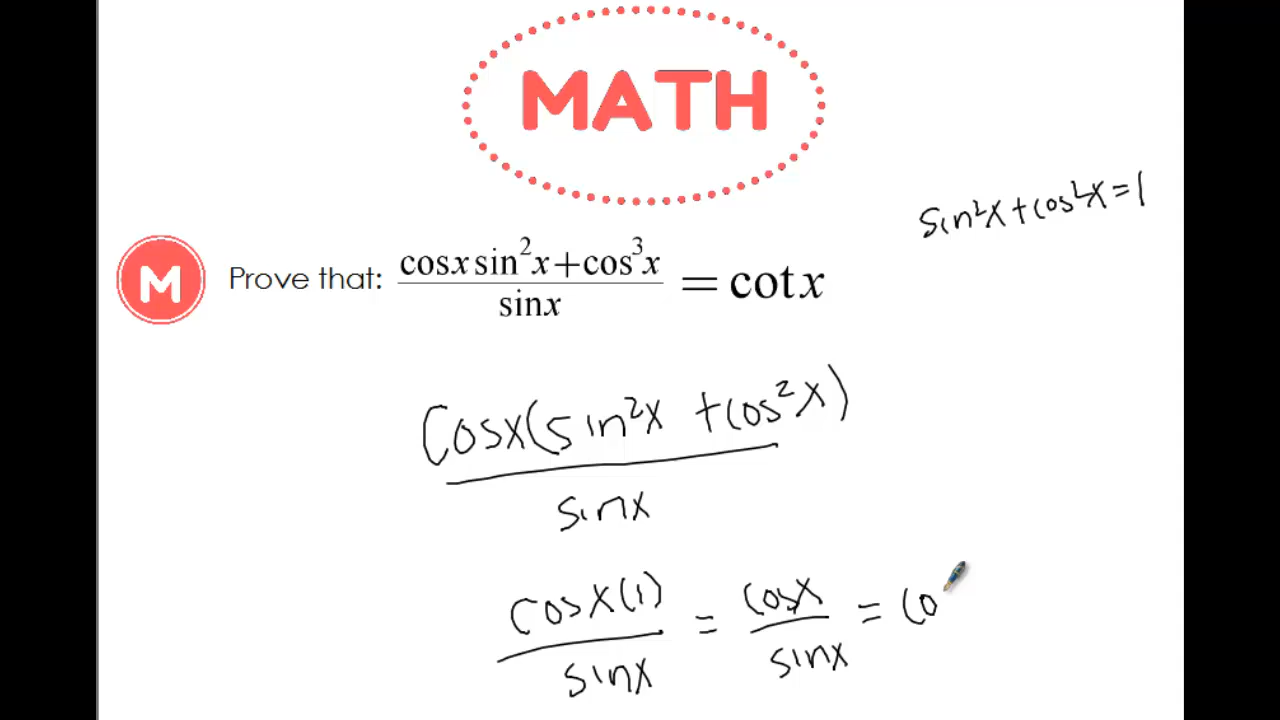 MATH
sin²x + cos²x = 1
M Prove that: (cosx sin²x + cos³x)/sinx = cotx
cosx(sin²x + cos²x)
sinx
cosx(1)/sinx = cosx/sinx = co